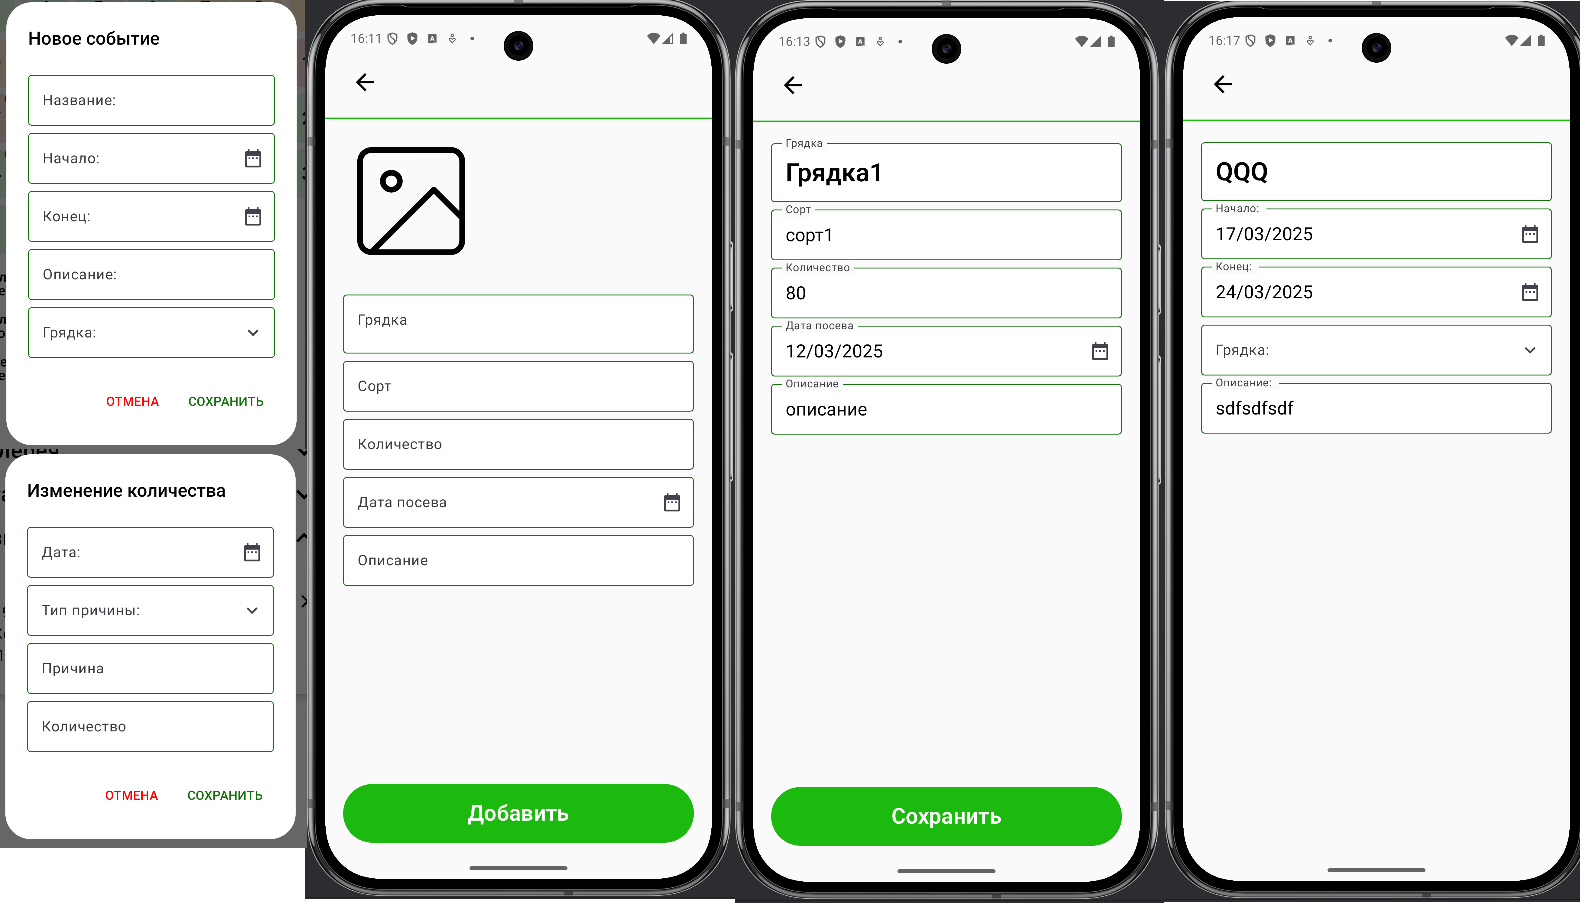 Новое событие
Название:
Начало:
Конец:
Описание:
Грядка:
ОТМЕНА СОХРАНИТЬ
Изменение количества
Дата:
Тип причины:
Причина
Количество
ОТМЕНА СОХРАНИТЬ
16:11
Грядка
Сорт
Количество
Дата посева
Описание
Добавить
16:13
Грядка
Грядка1
Сорт
сорт1
Количество
80
Дата посева
12/03/2025
Описание
описание
Сохранить
16:17
QQQ
Начало:
17/03/2025
Конец:
24/03/2025
Грядка:
Описание:
sdfsdfsdf